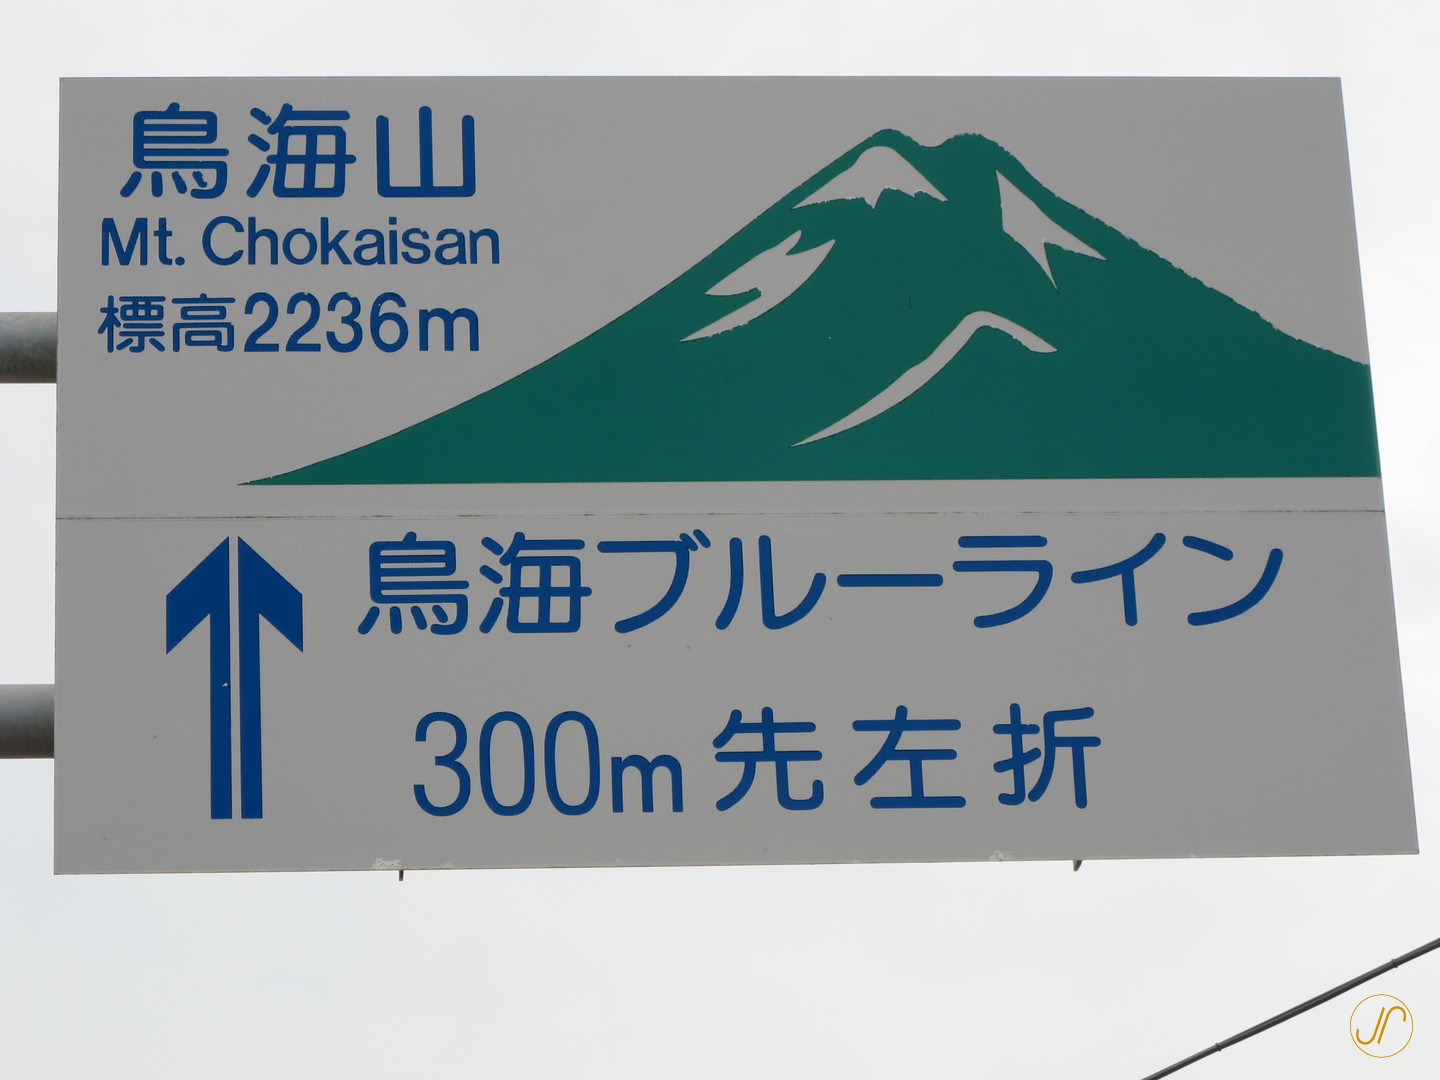 鳥海山
Mt. Chokaisan
標高2236m
鳥海ブルーライン
300m先左折